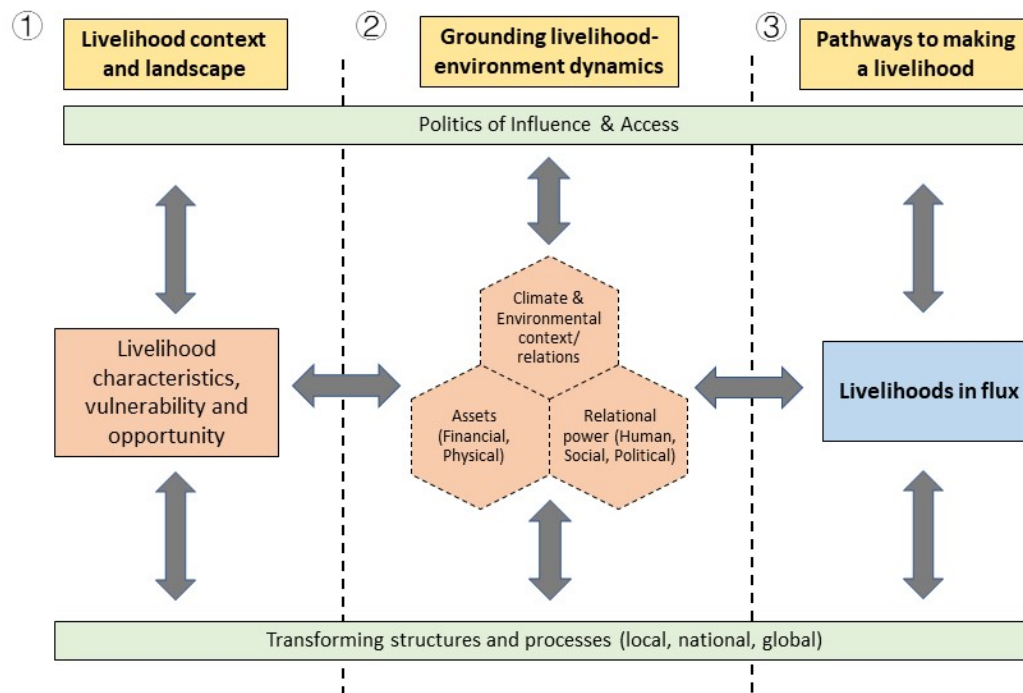 ①
Livelihood context
and landscape
②
Grounding livelihood-
environment dynamics
③
Pathways to making
a livelihood
Politics of Influence & Access
Climate &
Environmental
context/
relations
Livelihood
characteristics,
vulnerability and
opportunity
Assets
(Financial,
Physical)
Relational
power (Human,
Social, Political)
Livelihoods in flux
Transforming structures and processes (local, national, global)